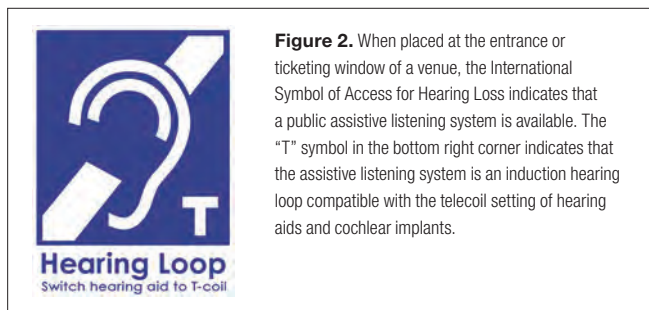 T
Hearing Loop
Switch hearing aid to T-coil
Figure 2. When placed at the entrance or
ticketing window of a venue, the International
Symbol of Access for Hearing Loss indicates that
a public assistive listening system is available. The
“T” symbol in the bottom right corner indicates that
the assistive listening system is an induction hearing
loop compatible with the telecoil setting of hearing
aids and cochlear implants.